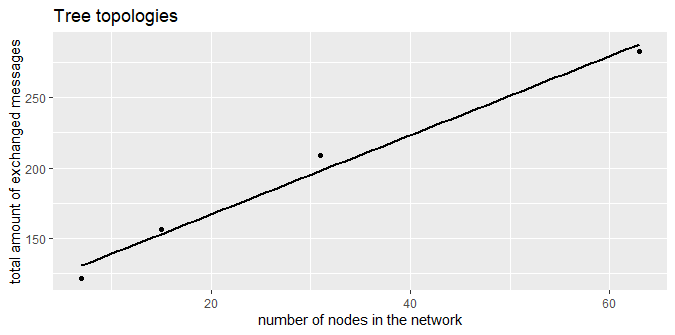 Tree topologies
total amount of exchanged messages
250
200
150
20 40 60
number of nodes in the network